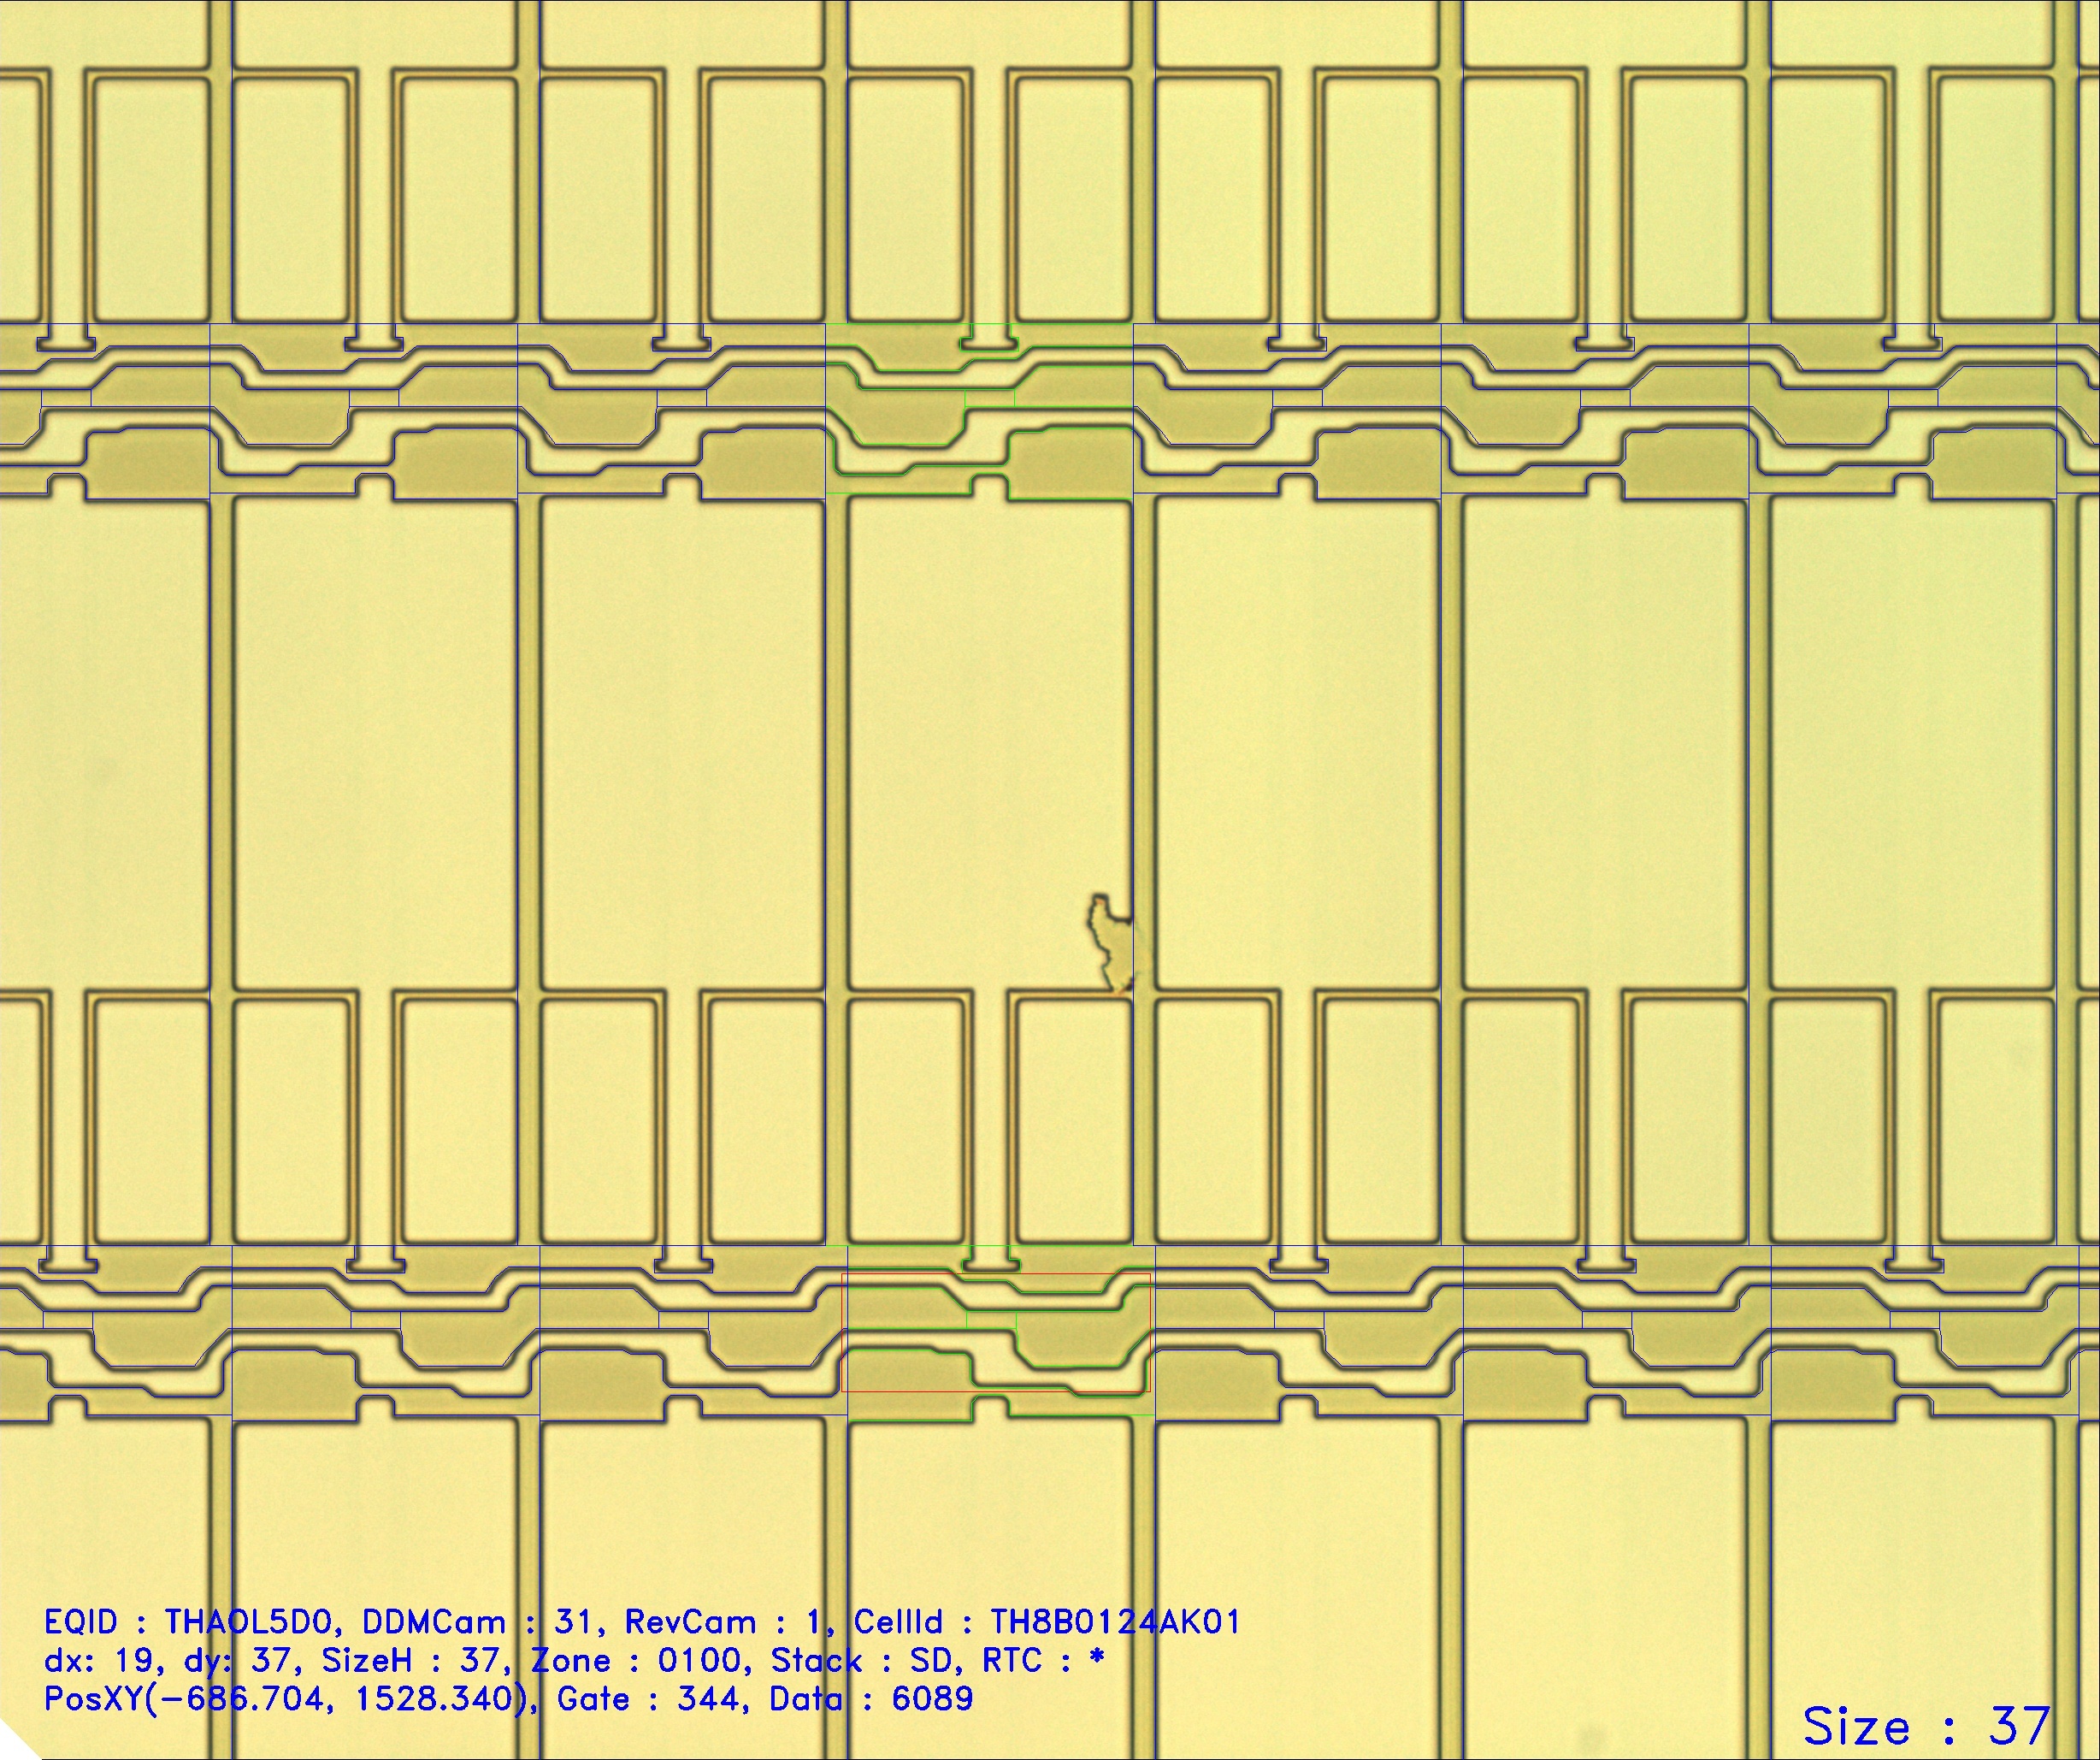 EQID : THA0L5D0, DDMCam : 31, RevCam : 1, CellId : TH8B0124AK01
dx: 19, dy: 37, SizeH : 37, Zone : 0100, Stack : SD, RTC : *
PosXY(-686.704, 1528.340), Gate : 344, Data : 6089
Size : 37